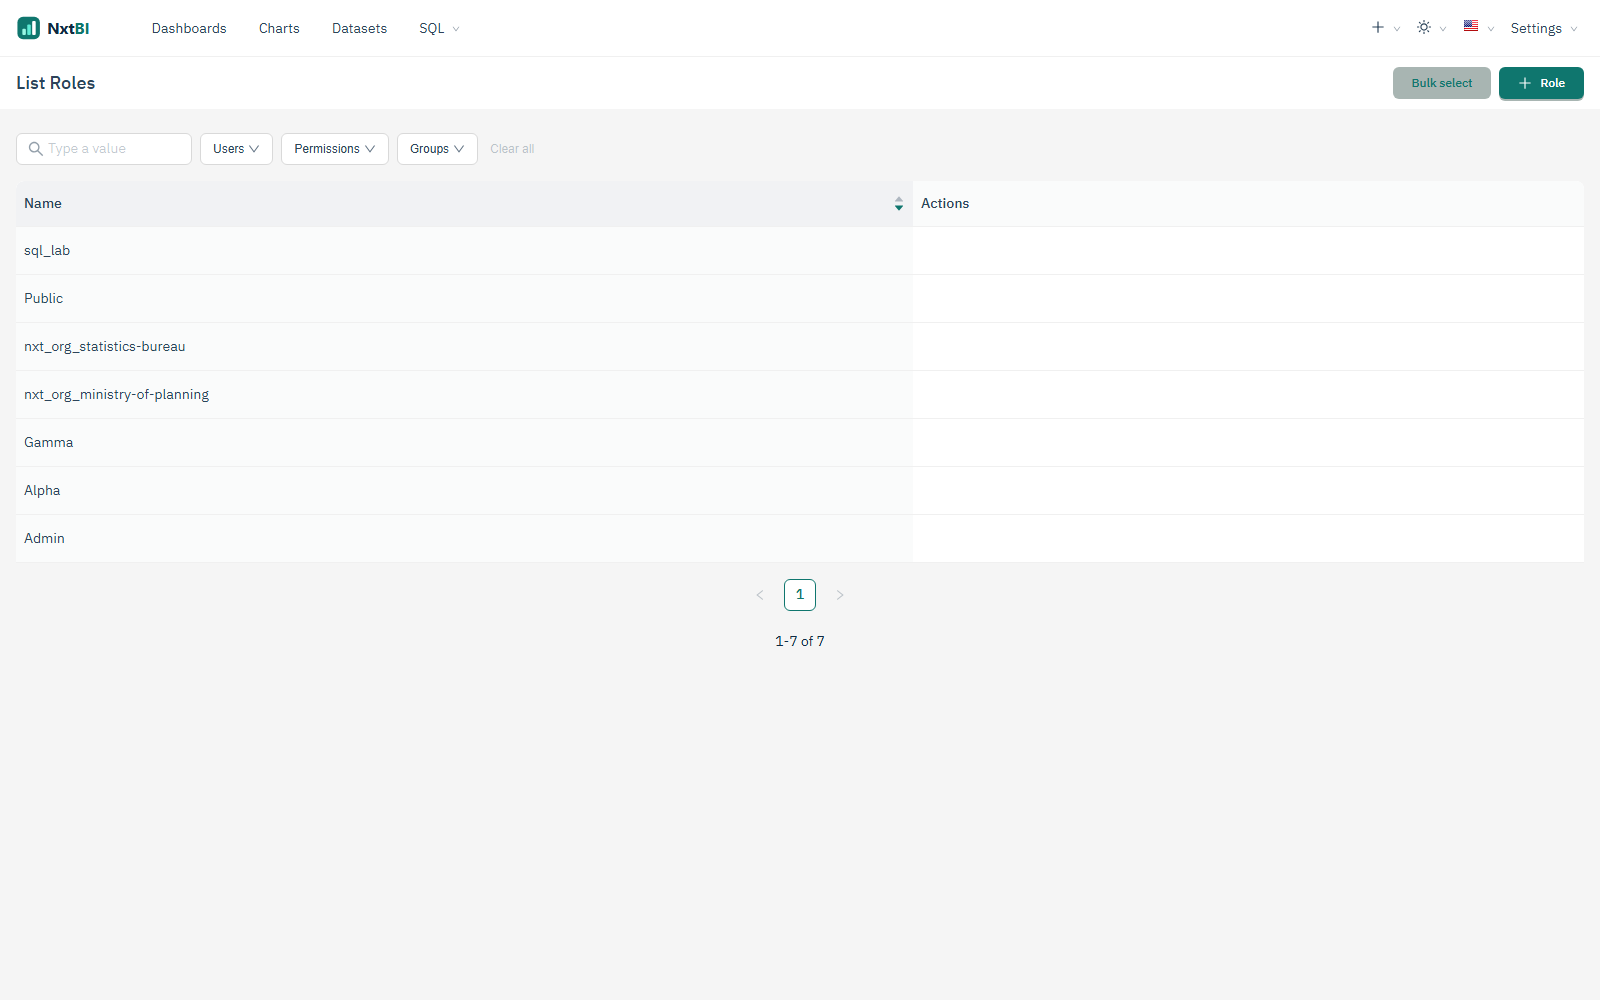 NxtBI Dashboards Charts Datasets SQL Settings
List Roles Bulk select Role
Type a value Users Permissions Groups Clear all
Name Actions
sql_lab
Public
nxt_org_statistics-bureau
nxt_org_ministry-of-planning
Gamma
Alpha
Admin
1
1-7 of 7